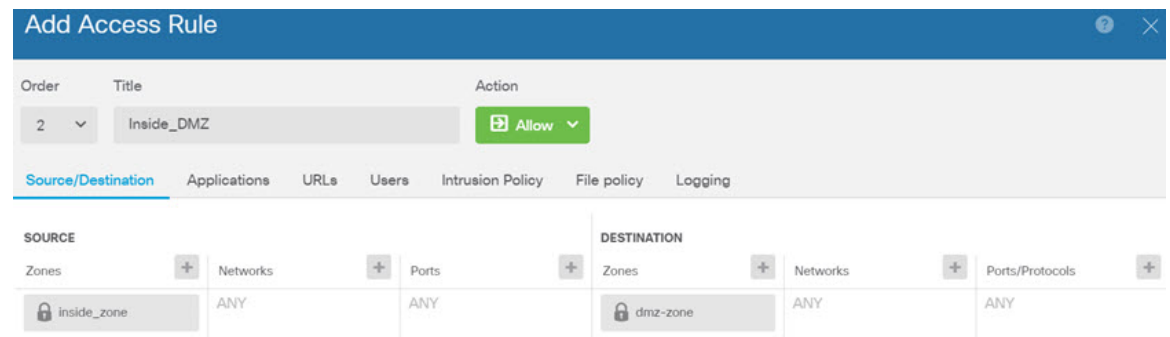 Add Access Rule
Order Title Action
2 Inside_DMZ Allow
Source/Destination Applications URLs Users Intrusion Policy File policy Logging
SOURCE DESTINATION
Zones Networks Ports Zones Networks Ports/Protocols
inside_zone ANY ANY dmz-zone ANY ANY